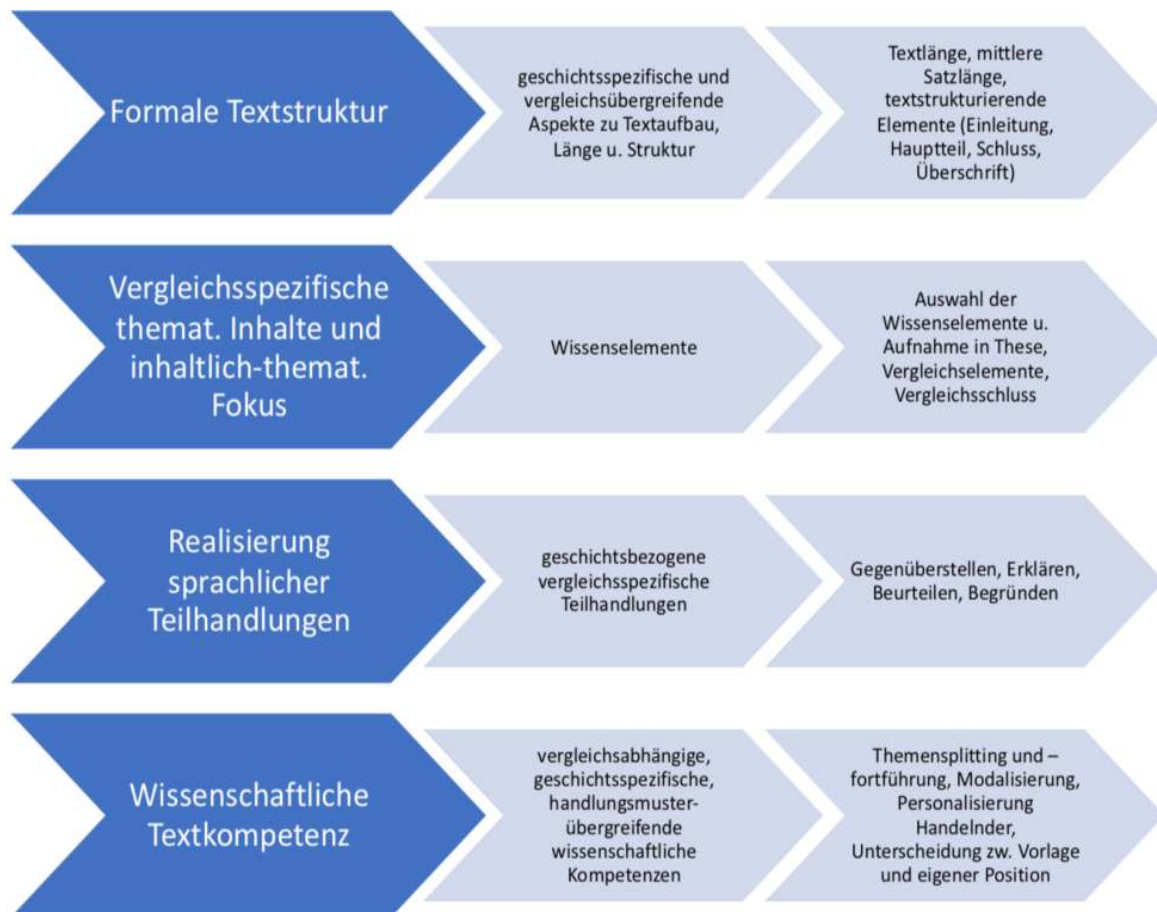 Formale Textstruktur
geschichtsspezifische und
vergleichsübergreifende
Aspekte zu Textaufbau,
Länge u. Struktur
Textlänge, mittlere
Satzlänge,
textstrukturierende
Elemente (Einleitung,
Hauptteil, Schluss,
Überschrift)
Vergleichsspezifische
themat. Inhalte und
inhaltlich-themat.
Fokus
Wissenselemente
Auswahl der
Wissenselemente u.
Aufnahme in These,
Vergleichselemente,
Vergleichsschluss
Realisierung
sprachlicher
Teilhandlungen
geschichtsbezogene
vergleichsspezifische
Teilhandlungen
Gegenüberstellen, Erklären,
Beurteilen, Begründen
Wissenschaftliche
Textkompetenz
vergleichsabhängige,
geschichtsspezifische,
handlungsmuster-
übergreifende
wissenschaftliche
Kompetenzen
Themensplitting und –
fortführung, Modalisierung,
Personalisierung
Handelnder,
Unterscheidung zw. Vorlage
und eigener Position